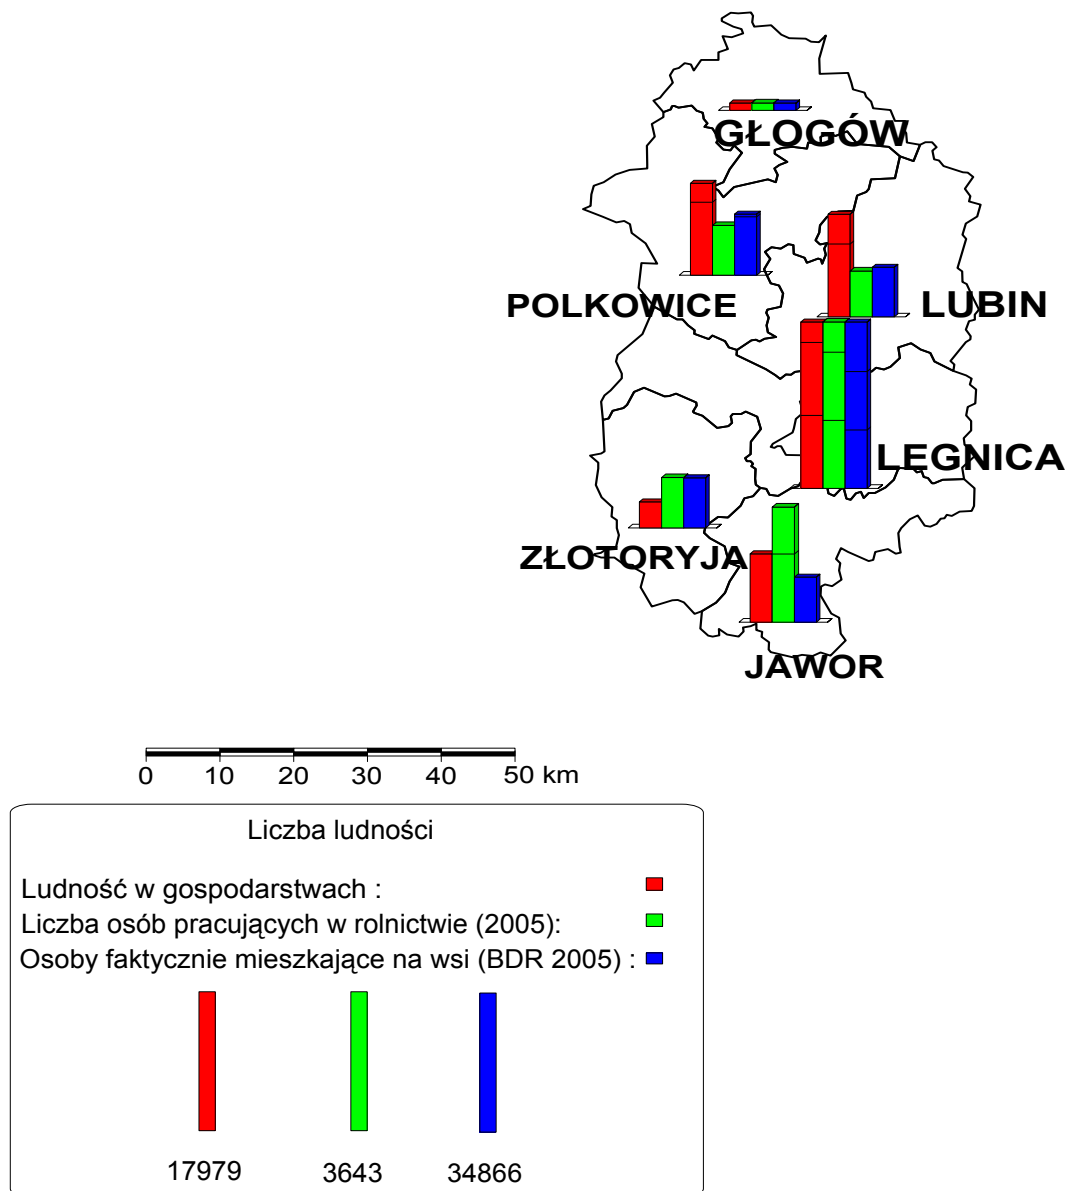 GŁOGÓW
POLKOWICE
LUBIN
LEGNICA
ZŁOTORYJA
JAWOR
0 10 20 30 40 50 km
Liczba ludności
Ludność w gospodarstwach :
Liczba osób pracujących w rolnictwie (2005):
Osoby faktycznie mieszkające na wsi (BDR 2005) :
17979 3643 34866